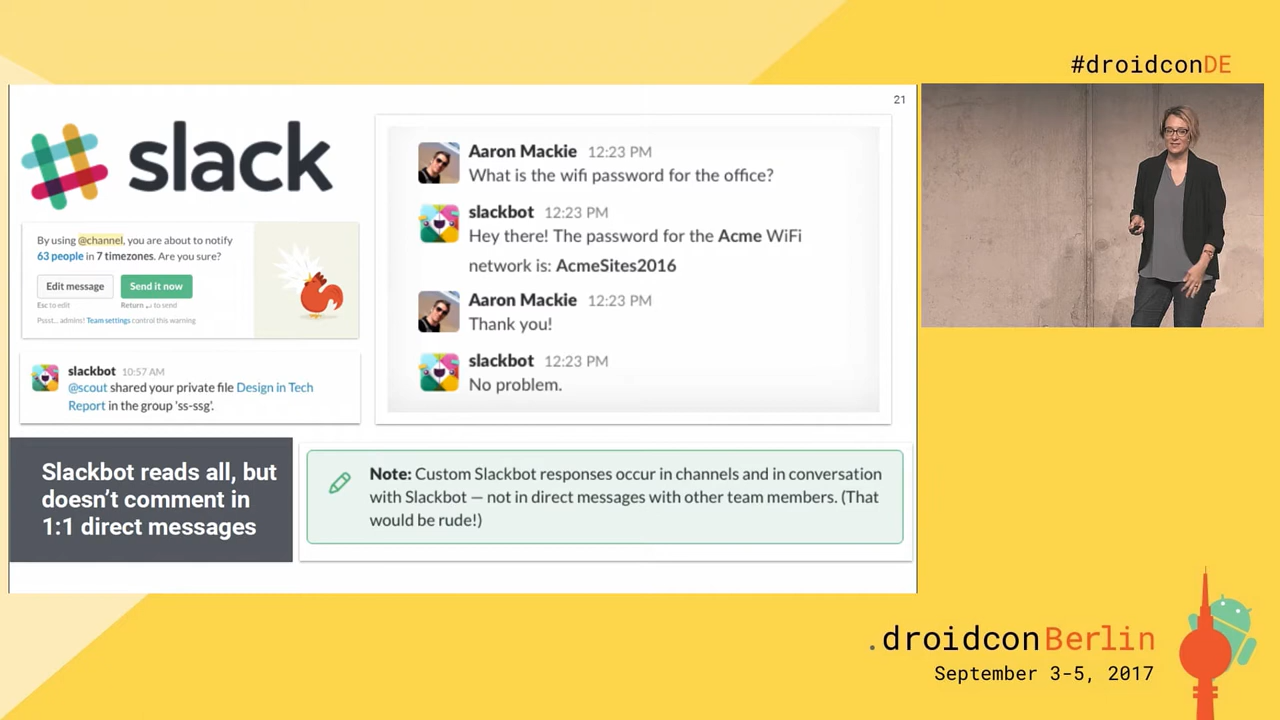 #droidconDE
21
slack
By using @channel, you are about to notify
63 people in 7 timezones. Are you sure?
Edit message
Send it now
Esc to edit
Return ↵ to send
Pssst... admins! Team settings control this warning
slackbot 10:57 AM
@scout shared your private file Design in Tech
Report in the group 'ss-ssg'.
Aaron Mackie 12:23 PM
What is the wifi password for the office?
slackbot 12:23 PM
Hey there! The password for the Acme WiFi
network is: AcmeSites2016
Aaron Mackie 12:23 PM
Thank you!
slackbot 12:23 PM
No problem.
Slackbot reads all, but
doesn't comment in
1:1 direct messages
Note: Custom Slackbot responses occur in channels and in conversation
with Slackbot — not in direct messages with other team members. (That
would be rude!)
.droidconBerlin
September 3-5, 2017